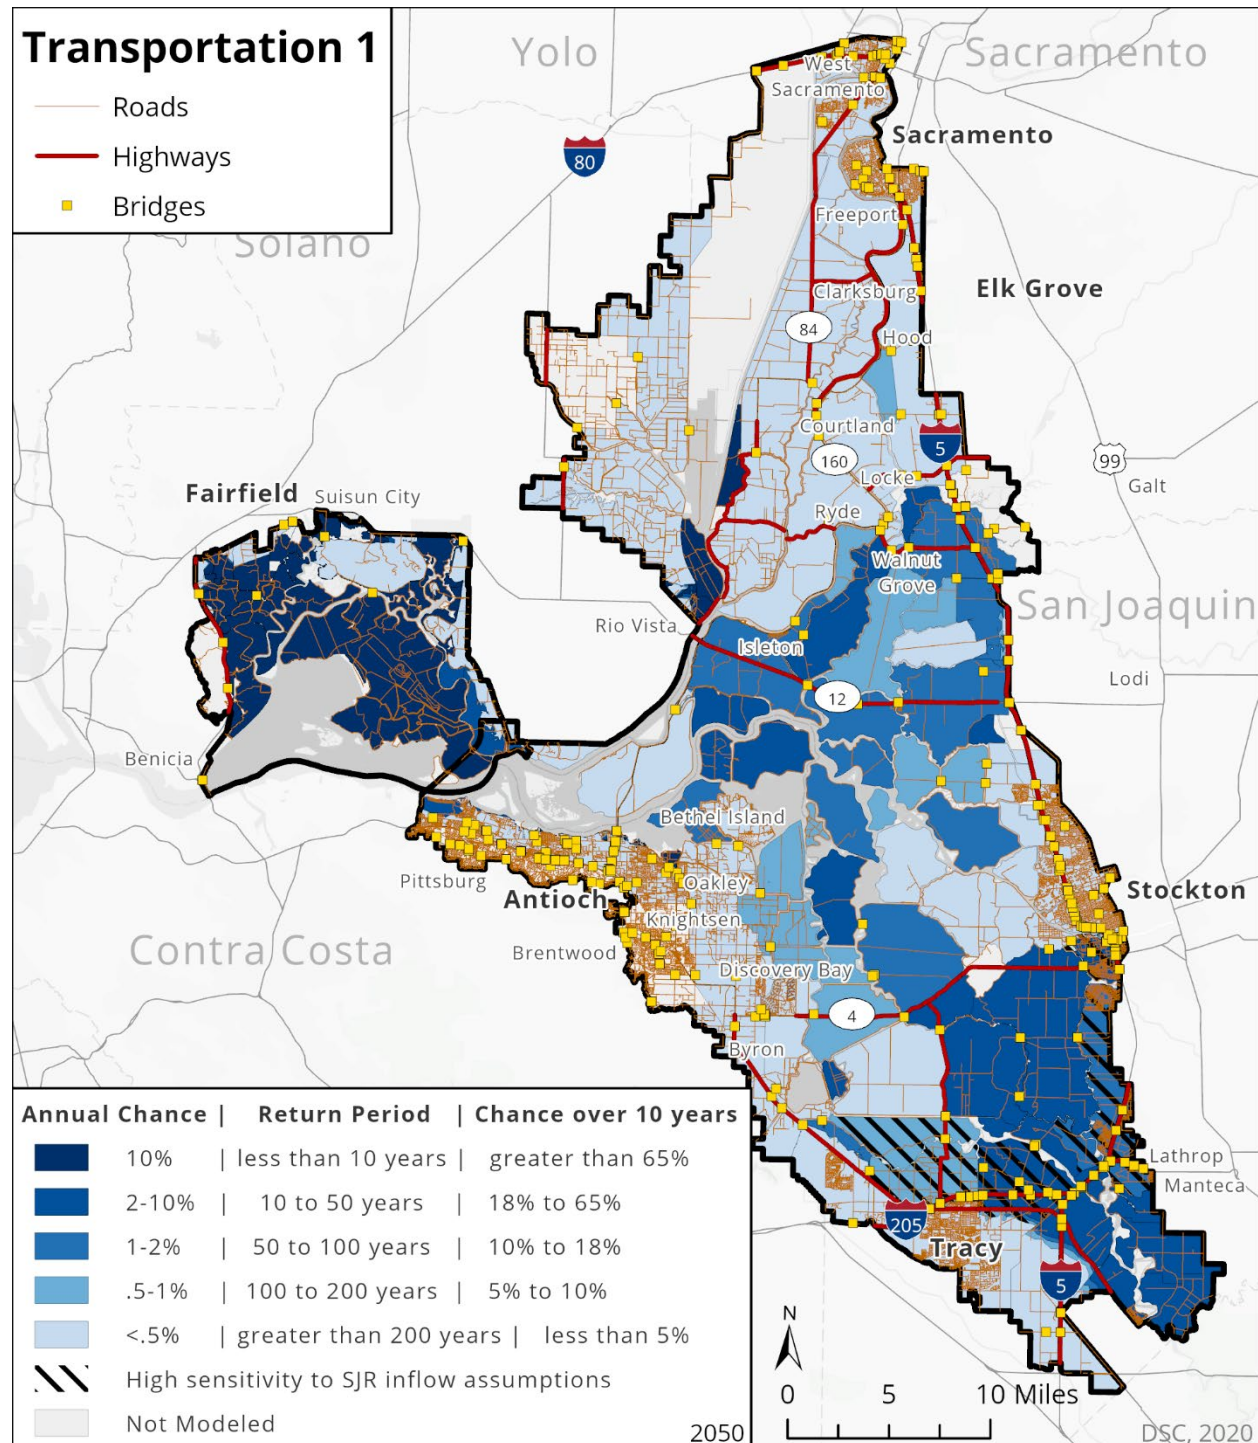 Transportation 1
Roads
Highways
Bridges
Yolo
Sacramento
West
Sacramento
Sacramento
80
Solano
Freeport
Clarksburg
Elk Grove
84
Hood
Courtland
5
160
99
Locke
Galt
Fairfield
Suisun City
Ryde
Walnut
Grove
San Joaquin
Rio Vista
Isleton
Lodi
12
Benicia
Bethel Island
Pittsburg
Oakley
Antioch
Stockton
Knightsen
Contra Costa
Brentwood
Discovery Bay
4
Byron
Annual Chance | Return Period | Chance over 10 years
10% | less than 10 years | greater than 65%
2-10% | 10 to 50 years | 18% to 65%
1-2% | 50 to 100 years | 10% to 18%
.5-1% | 100 to 200 years | 5% to 10%
<.5% | greater than 200 years | less than 5%
High sensitivity to SJR inflow assumptions
Not Modeled
Lathrop
Manteca
205
Tracy
5
N
0 5 10 Miles
2050
DSC, 2020